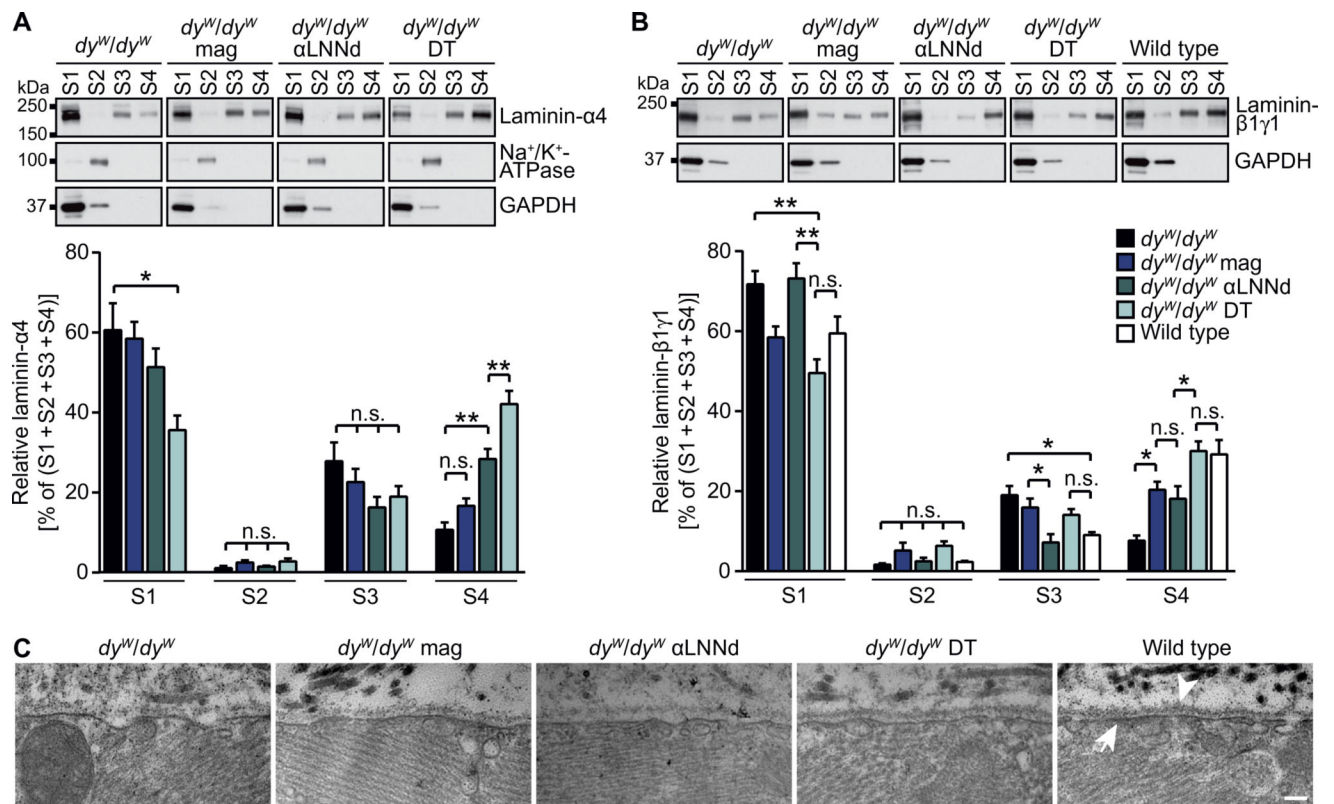 A
dyᵂ/dyᵂ
dyᵂ/dyᵂ mag
dyᵂ/dyᵂ αLNNd
dyᵂ/dyᵂ DT
kDa S1 S2 S3 S4 S1 S2 S3 S4 S1 S2 S3 S4 S1 S2 S3 S4
250
150
Laminin-α4
100
Na⁺/K⁺-
ATPase
37
GAPDH
Relative laminin-α4
[% of (S1 + S2 + S3 + S4)]
80
60
40
20
0
*
n.s.
n.s.
n.s.
**
**
S1 S2 S3 S4
B
dyᵂ/dyᵂ
dyᵂ/dyᵂ mag
dyᵂ/dyᵂ αLNNd
dyᵂ/dyᵂ DT
Wild type
kDa S1 S2 S3 S4 S1 S2 S3 S4 S1 S2 S3 S4 S1 S2 S3 S4 S1 S2 S3 S4
250
Laminin-
β1γ1
37
GAPDH
dyᵂ/dyᵂ
dyᵂ/dyᵂ mag
dyᵂ/dyᵂ αLNNd
dyᵂ/dyᵂ DT
Wild type
Relative laminin-β1γ1
[% of (S1 + S2 + S3 + S4)]
80
60
40
20
0
**
**
n.s.
n.s.
*
*
n.s.
*
n.s.
*
n.s.
S1 S2 S3 S4
C
dyᵂ/dyᵂ
dyᵂ/dyᵂ mag
dyᵂ/dyᵂ αLNNd
dyᵂ/dyᵂ DT
Wild type